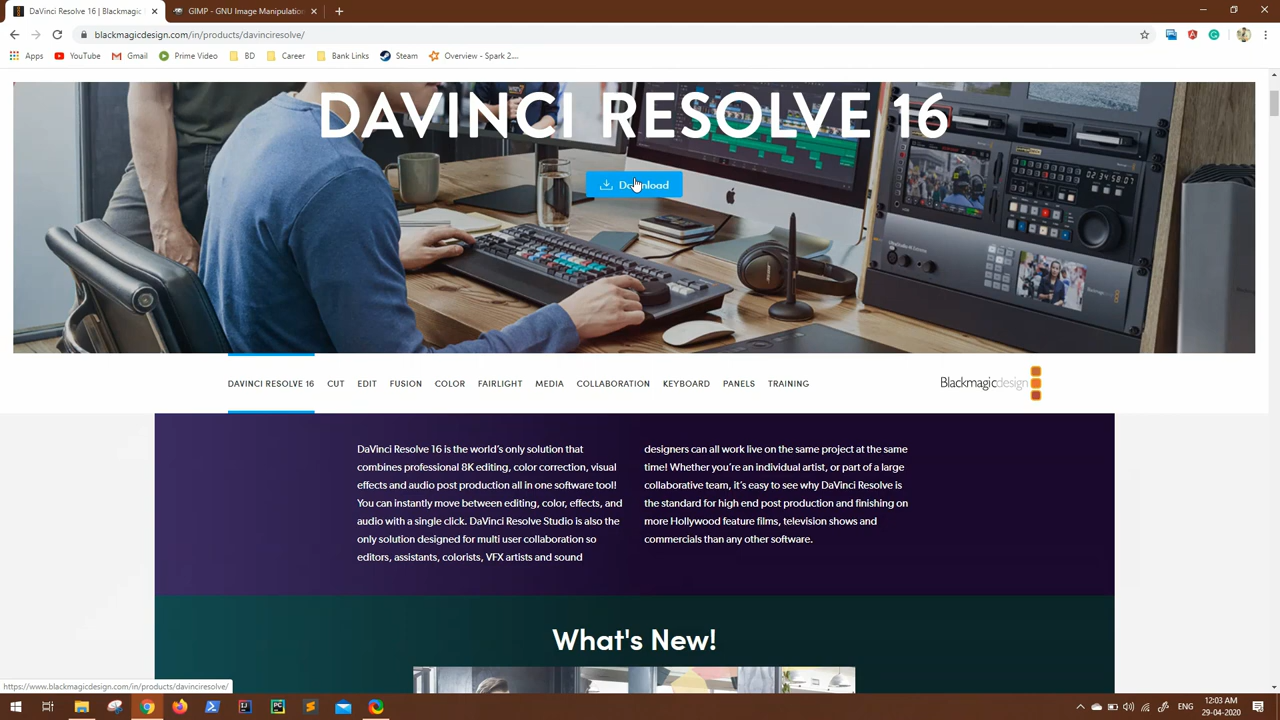 DaVinci Resolve 16 | Blackmagic
GIMP - GNU Image Manipulation
blackmagicdesign.com/in/products/davinciresolve/
Apps
YouTube
Gmail
Prime Video
BD
Career
Bank Links
Steam
Overview - Spark 2....
DAVINCI RESOLVE 16
Download
02:34:58:07
DAVINCI RESOLVE 16
CUT
EDIT
FUSION
COLOR
FAIRLIGHT
MEDIA
COLLABORATION
KEYBOARD
PANELS
TRAINING
Blackmagicdesign
DaVinci Resolve 16 is the world's only solution that
combines professional 8K editing, color correction, visual
effects and audio post production all in one software tool!
You can instantly move between editing, color, effects, and
audio with a single click. DaVinci Resolve Studio is also the
only solution designed for multi user collaboration so
editors, assistants, colorists, VFX artists and sound
designers can all work live on the same project at the same
time! Whether you're an individual artist, or part of a large
collaborative team, it's easy to see why DaVinci Resolve is
the standard for high end post production and finishing on
more Hollywood feature films, television shows and
commercials than any other software.
What's New!
https://www.blackmagicdesign.com/in/products/davinciresolve/
ENG
12:03 AM
29-04-2020